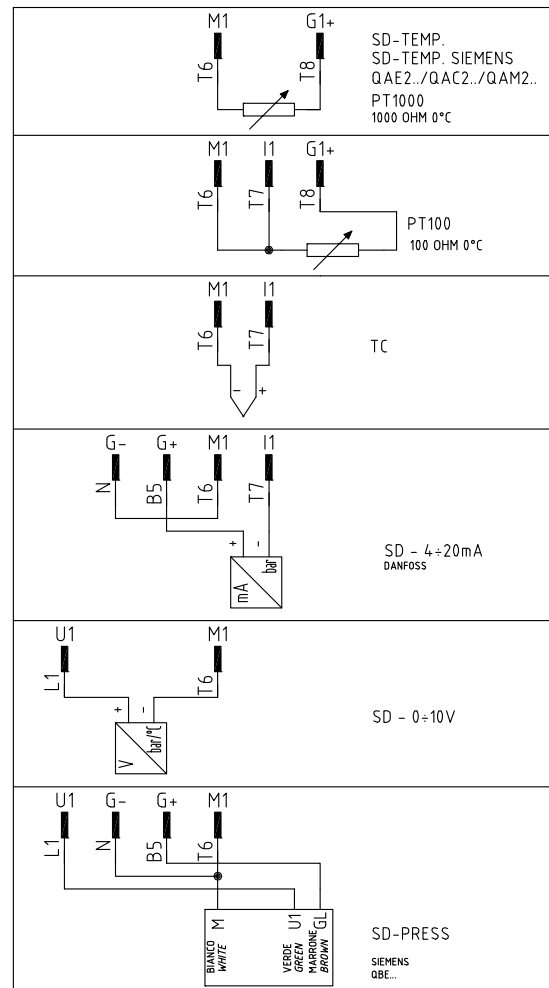 M1 G1+
T6 T8
SD-TEMP.
SD-TEMP. SIEMENS
QAE2../QAC2../QAM2..
PT1000
1000 OHM 0°C
M1 I1 G1+
T6 T7 T8
PT100
100 OHM 0°C
M1 I1
T6 T7
- +
TC
G- G+ M1 I1
N B5 T6 T7
+ -
mA bar
SD - 4÷20mA
DANFOSS
U1 M1
L1 T6
+ -
V bar/°C
SD - 0÷10V
U1 G- G+ M1
L1 N B5 T6
M U1 GL
BIANCO
WHITE
VERDE
GREEN
MARRONE
BROWN
SD-PRESS
SIEMENS
QBE...